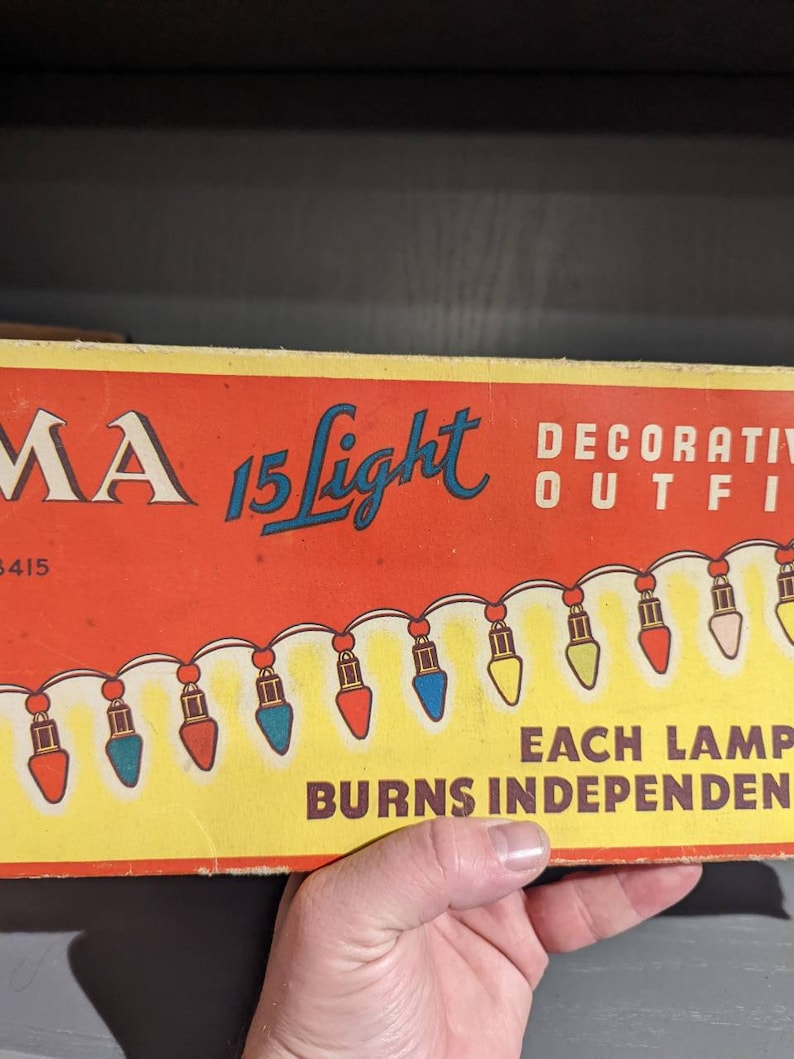 MA 15 Light DECORATIV
OUTFI
3415
EACH LAMP
BURNS INDEPENDEN